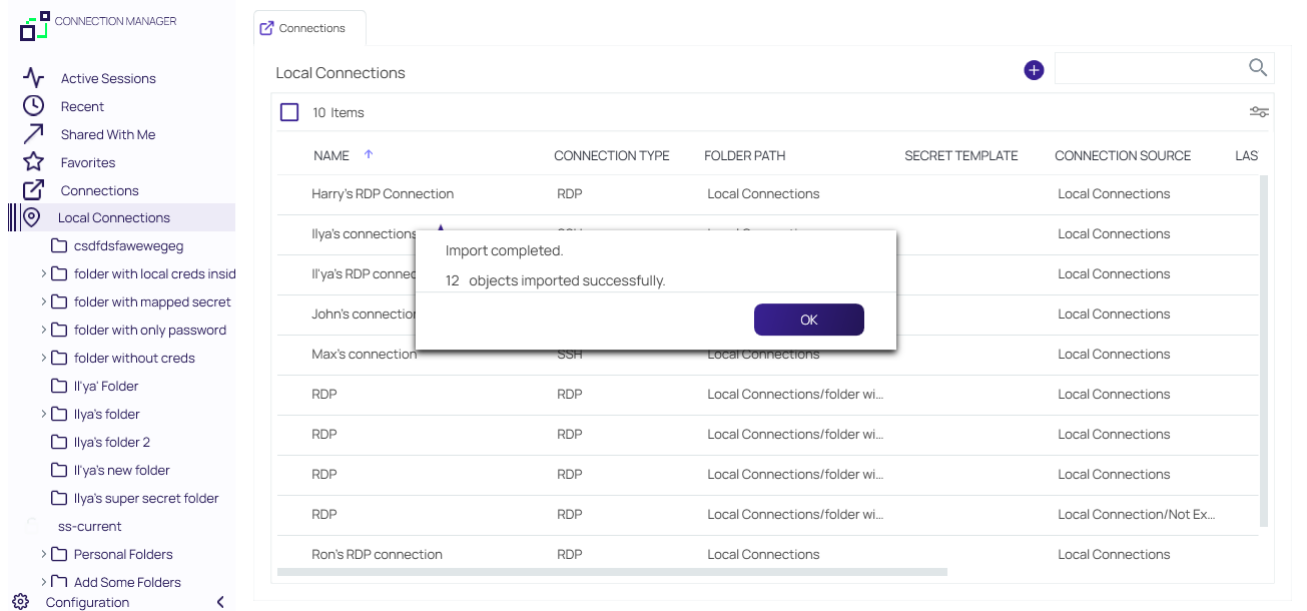 CONNECTION MANAGER
Active Sessions
Recent
Shared With Me
Favorites
Connections
Local Connections
csdfdsfawewegeg
folder with local creds insid
folder with mapped secret
folder with only password
folder without creds
Il'ya' Folder
Ilya's folder
Ilya's folder 2
Il'ya's new folder
Ilya's super secret folder
ss-current
Personal Folders
Add Some Folders
Configuration
Connections
Local Connections
10 Items
NAME CONNECTION TYPE FOLDER PATH SECRET TEMPLATE CONNECTION SOURCE LAS
Harry's RDP Connection RDP Local Connections Local Connections
Ilya's connections Local Connections
Il'ya's RDP connec Local Connections
John's connection Local Connections
Max's connection SSH Local Connections Local Connections
RDP RDP Local Connections/folder wi... Local Connections
RDP RDP Local Connections/folder wi... Local Connections
RDP RDP Local Connections/folder wi... Local Connections
RDP RDP Local Connections/folder wi... Local Connection/Not Ex...
Ron's RDP connection RDP Local Connections Local Connections
Import completed.
12 objects imported successfully.
OK